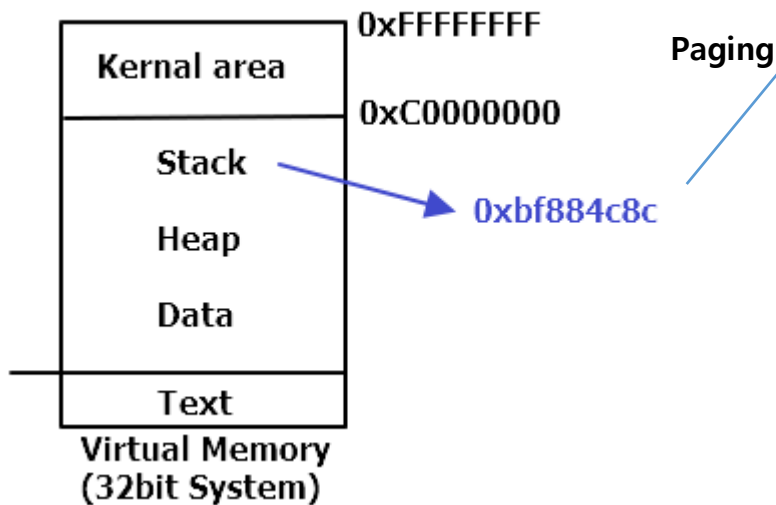 0xFFFFFFFF
Paging
Kernal area
0xC0000000
Stack
0xbf884c8c
Heap
Data
Text
Virtual Memory
(32bit System)